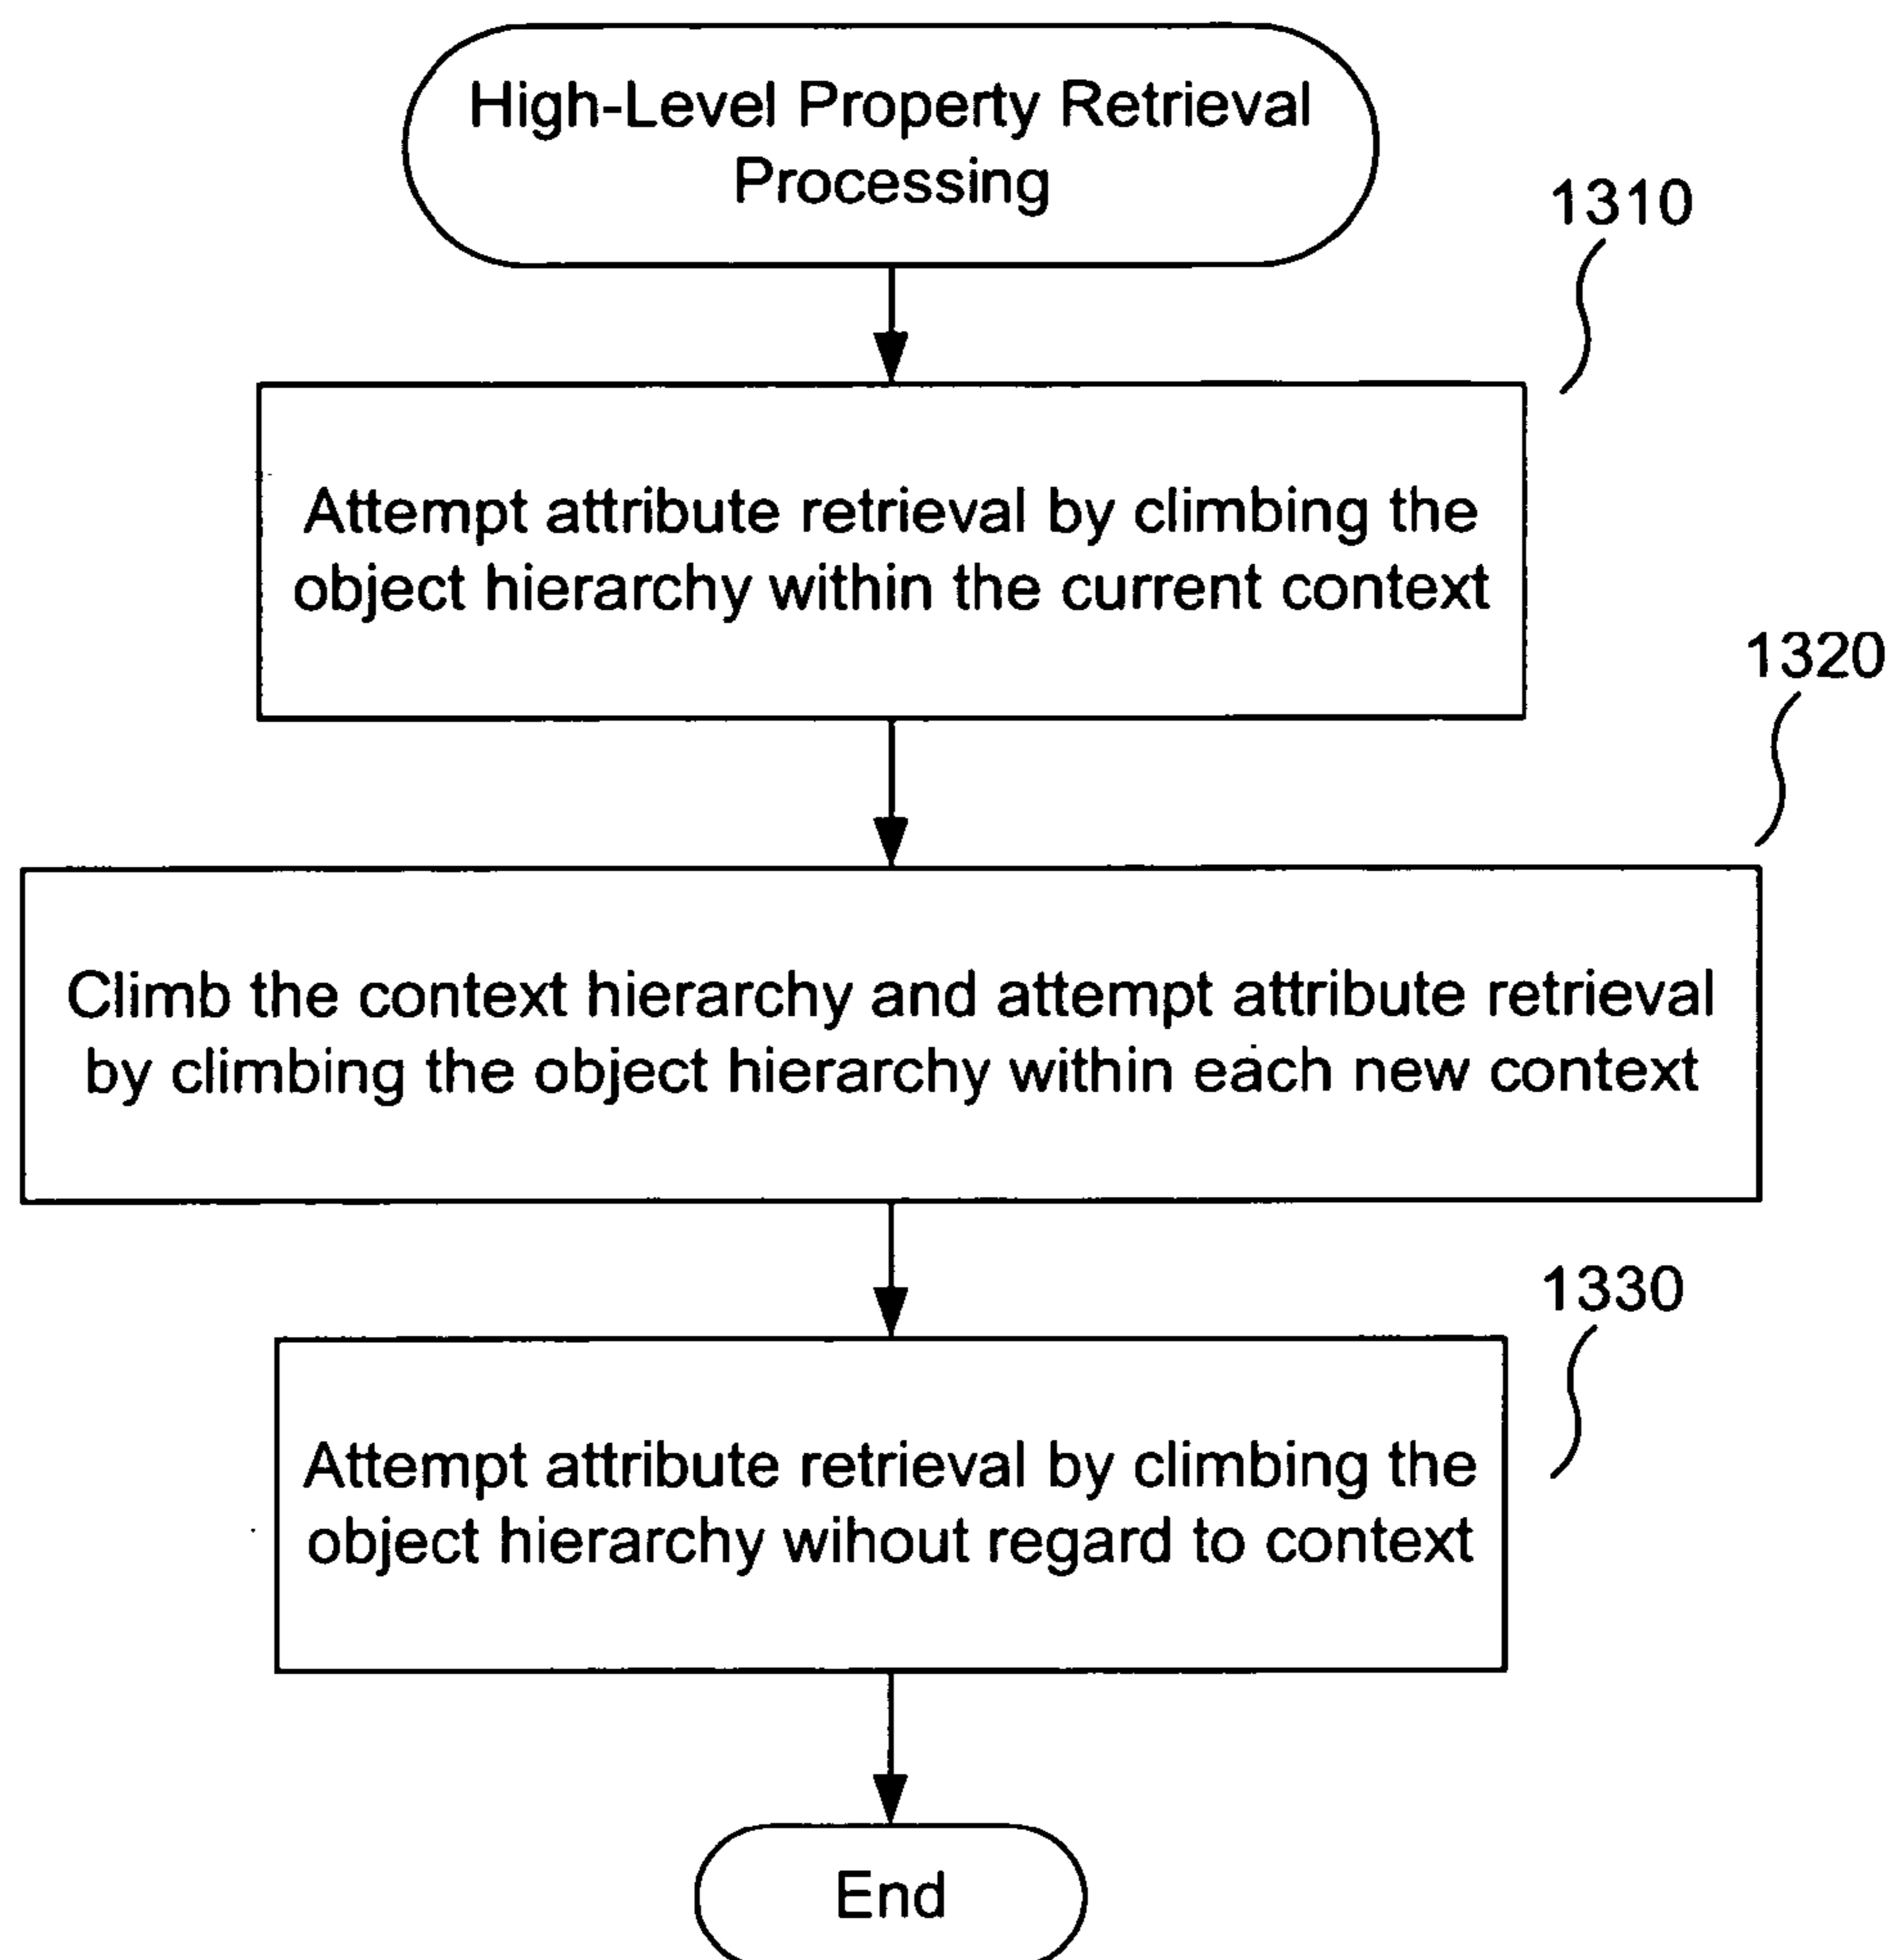 High-Level Property Retrieval
Processing
1310
Attempt attribute retrieval by climbing the
object hierarchy within the current context
1320
Climb the context hierarchy and attempt attribute retrieval
by climbing the object hierarchy within each new context
1330
Attempt attribute retrieval by climbing the
object hierarchy wihout regard to context
End